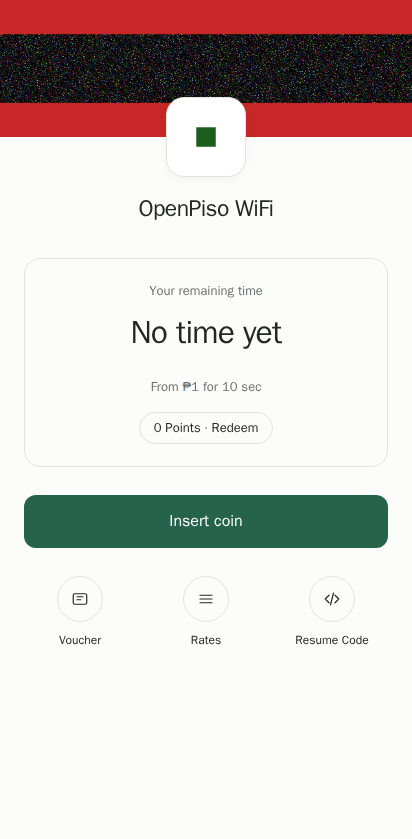 OpenPiso WiFi
Your remaining time
No time yet
From ₱1 for 10 sec
0 Points · Redeem
Insert coin
Voucher
Rates
Resume Code